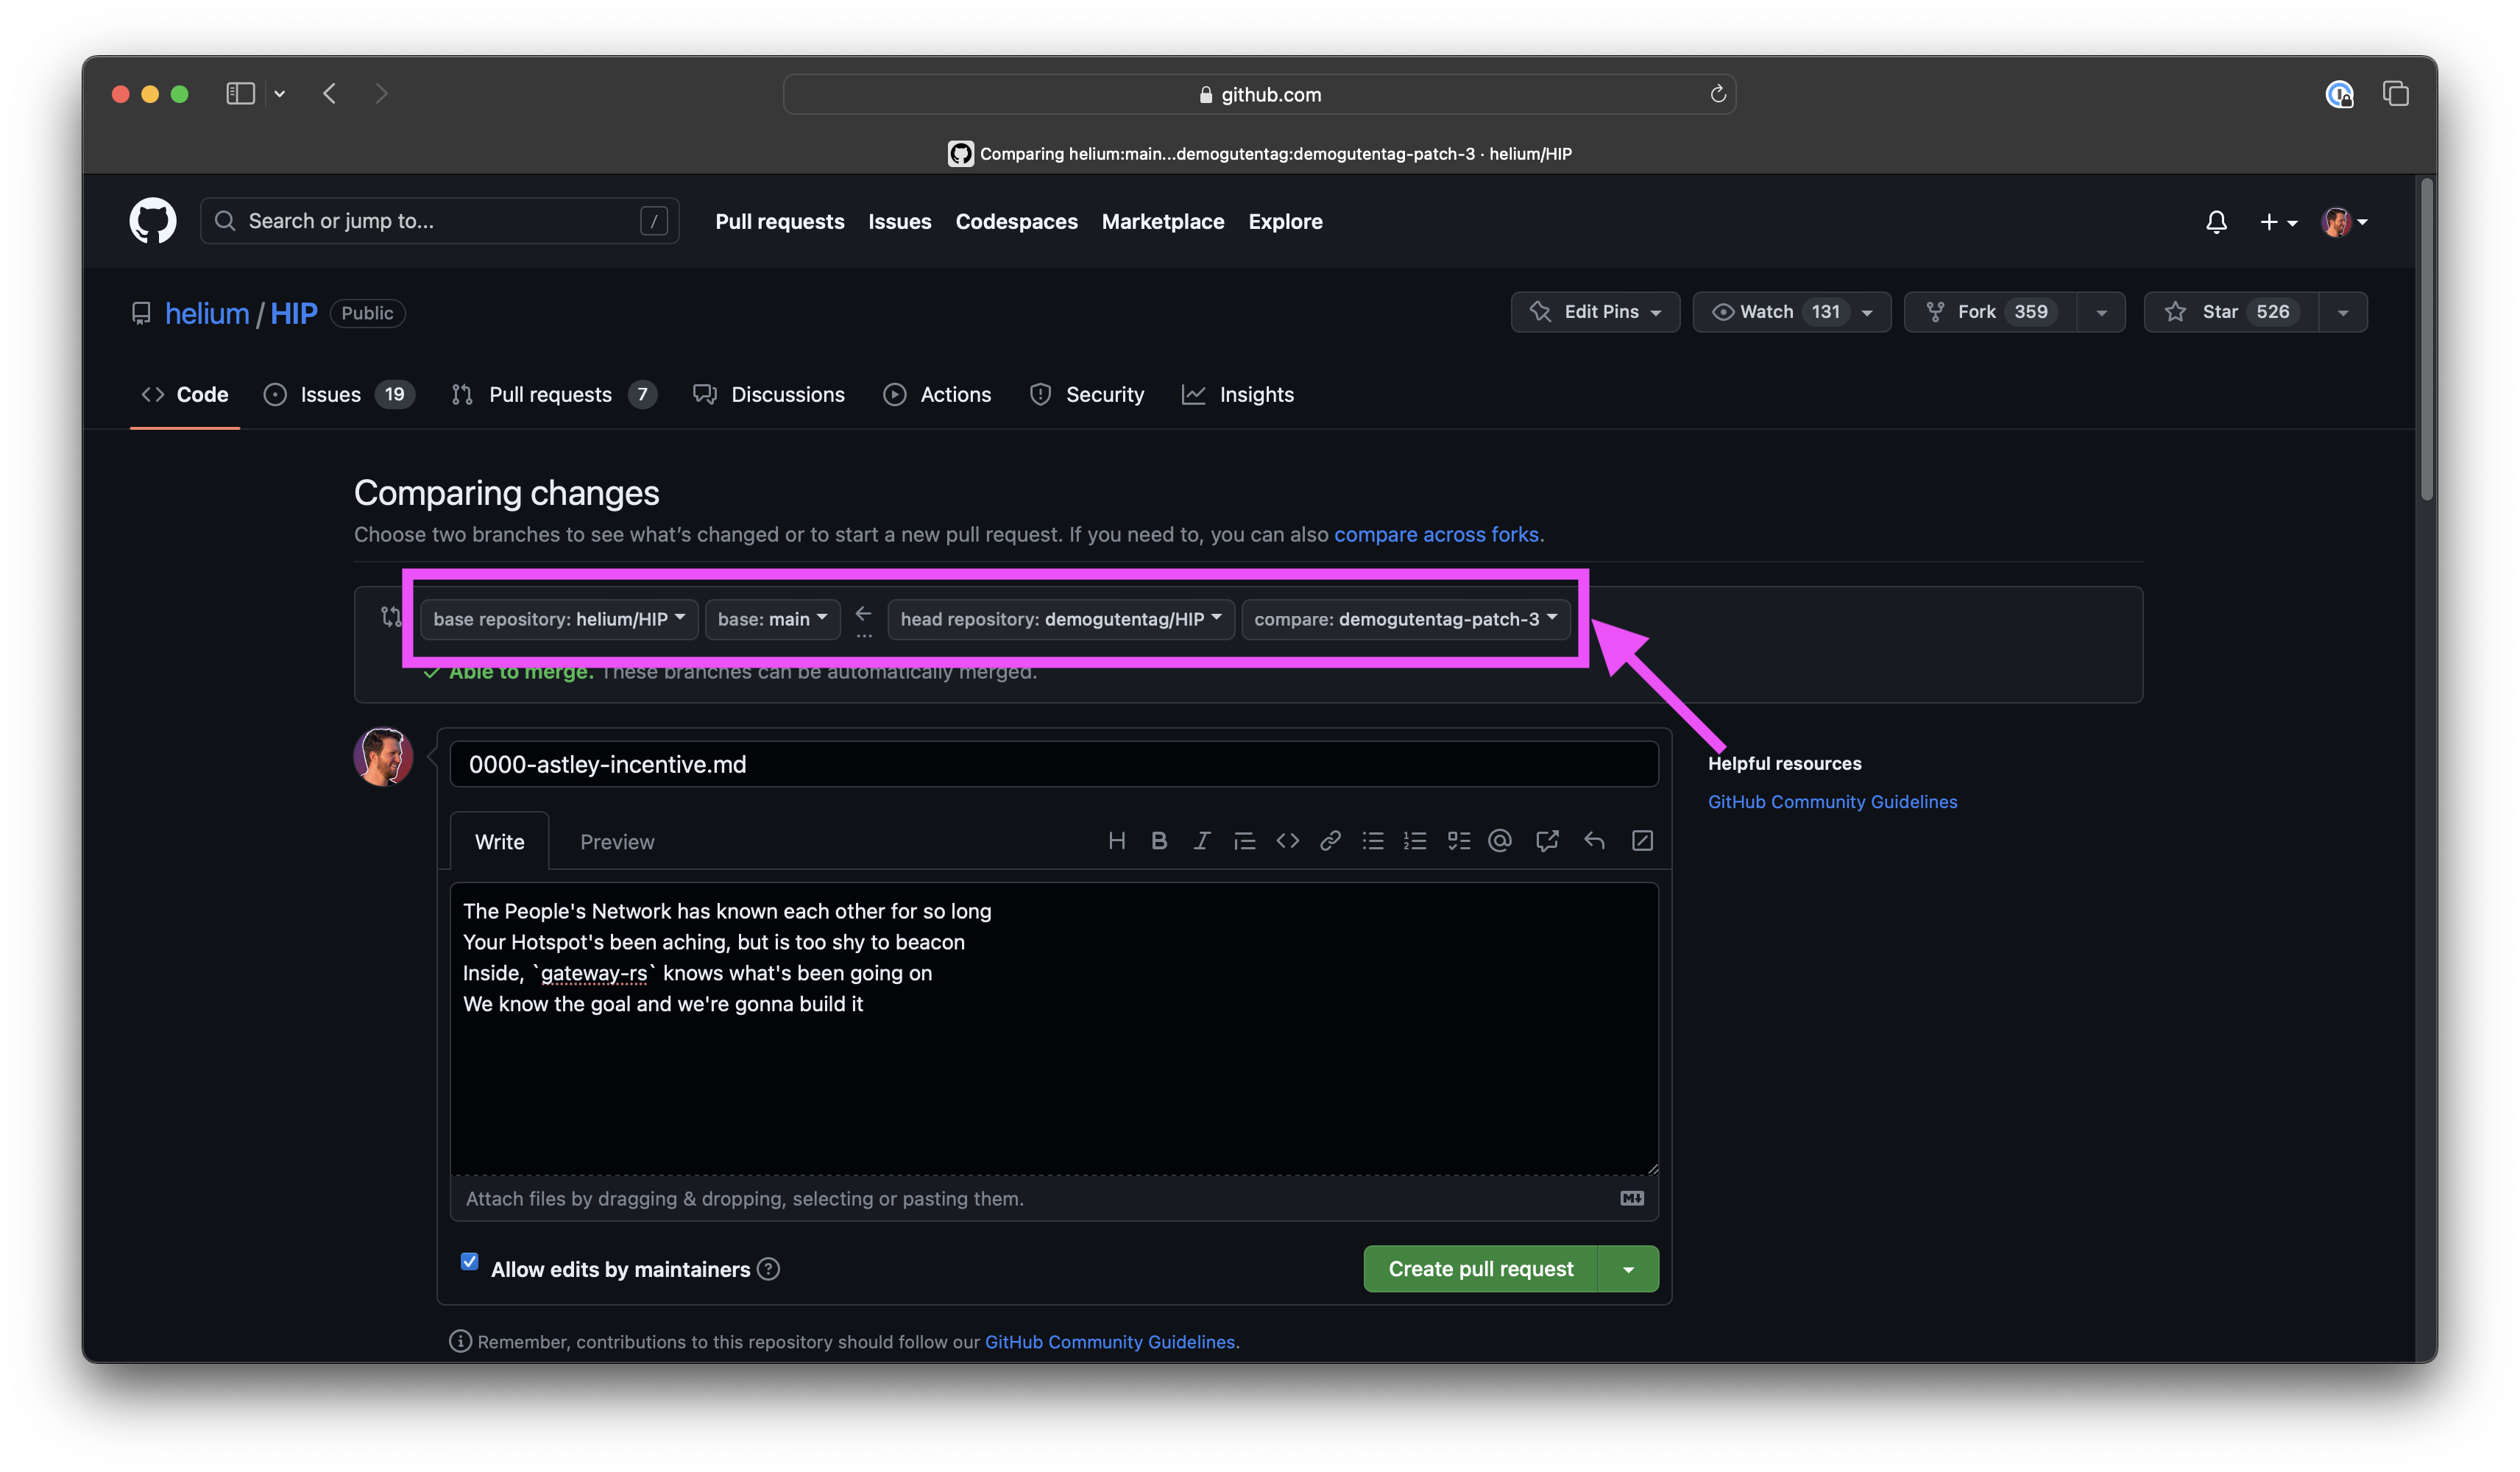 github.com
Comparing helium:main...demogutentag:demogutentag-patch-3 · helium/HIP
Search or jump to... /
Pull requests Issues Codespaces Marketplace Explore
helium / HIP Public
Edit Pins Watch 131 Fork 359 Star 526
Code Issues 19 Pull requests 7 Discussions Actions Security Insights
Comparing changes
Choose two branches to see what’s changed or to start a new pull request. If you need to, you can also compare across forks.
base repository: helium/HIP base: main ← ... head repository: demogutentag/HIP compare: demogutentag-patch-3
✓ Able to merge. These branches can be automatically merged.
0000-astley-incentive.md
Helpful resources
GitHub Community Guidelines
Write Preview
The People's Network has known each other for so long
Your Hotspot's been aching, but is too shy to beacon
Inside, `gateway-rs` knows what's been going on
We know the goal and we're gonna build it
Attach files by dragging & dropping, selecting or pasting them.
Allow edits by maintainers
Create pull request
Remember, contributions to this repository should follow our GitHub Community Guidelines.